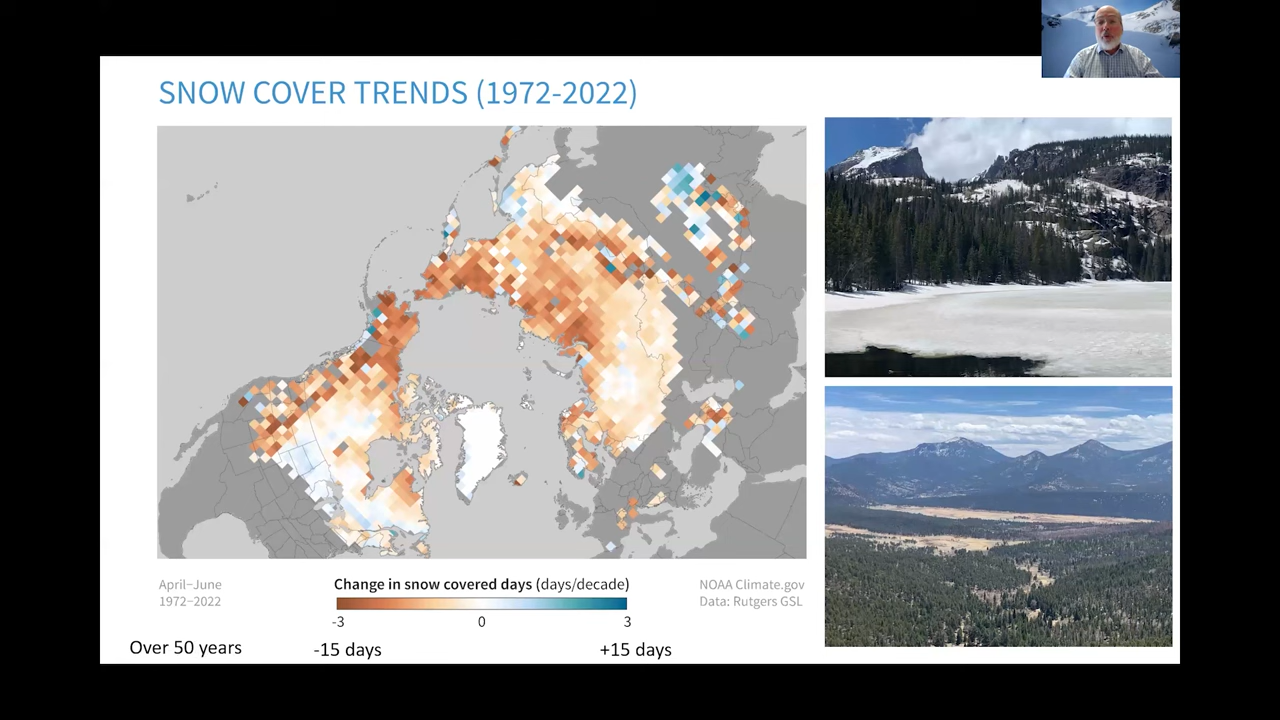 SNOW COVER TRENDS (1972-2022)
April–June
1972–2022
Change in snow covered days (days/decade)
-3 0 3
NOAA Climate.gov
Data: Rutgers GSL
Over 50 years -15 days +15 days